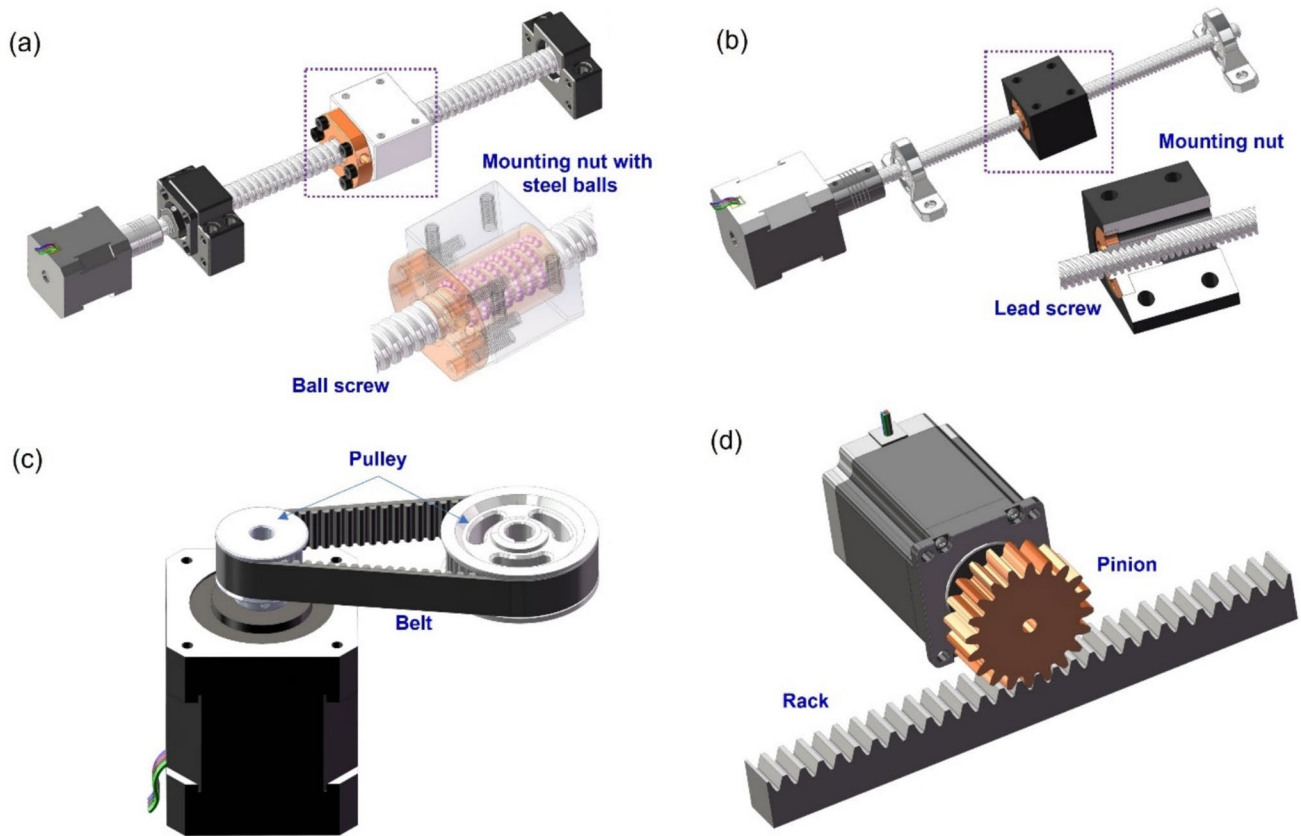 (a)
Mounting nut with
steel balls
Ball screw
(b)
Mounting nut
Lead screw
(c)
Pulley
Belt
(d)
Pinion
Rack